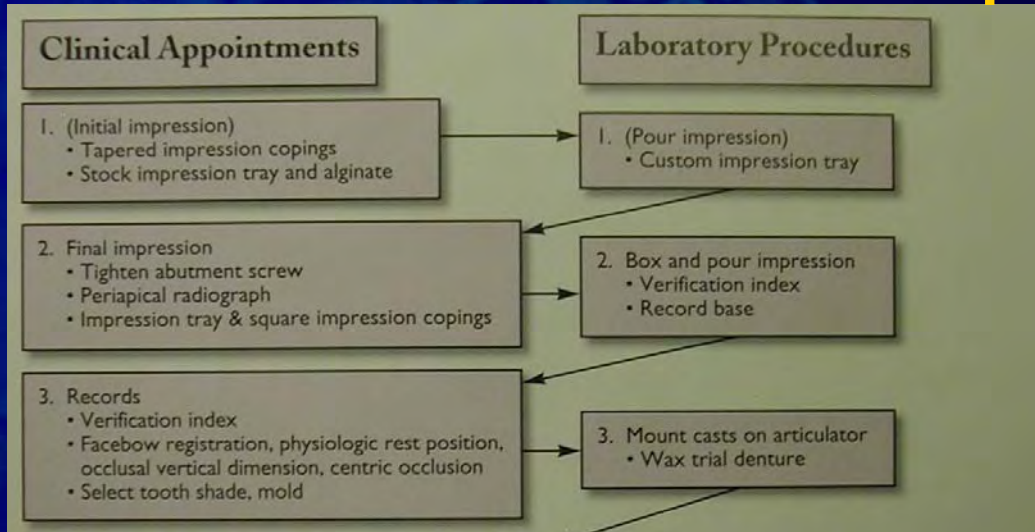 Clinical Appointments
Laboratory Procedures
1. (Initial impression)
• Tapered impression copings
• Stock impression tray and alginate
1. (Pour impression)
• Custom impression tray
2. Final impression
• Tighten abutment screw
• Periapical radiograph
• Impression tray & square impression copings
2. Box and pour impression
• Verification index
• Record base
3. Records
• Verification index
• Facebow registration, physiologic rest position,
occlusal vertical dimension, centric occlusion
• Select tooth shade, mold
3. Mount casts on articulator
• Wax trial denture